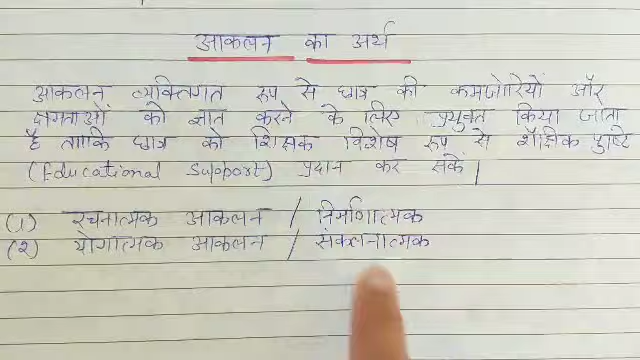 आकलन का अर्थ
आकलन व्यक्तिगत रूप से छात्र की कमजोरियों और
क्षमताओं को ज्ञात करने के लिए प्रयुक्त किया जाता
है ताकि छात्र को शिक्षक विशेष रूप से शैक्षिक पुष्टि
(Educational support) प्रदान कर सकें।
(1) रचनात्मक आकलन / निर्माणात्मक
(२) योगात्मक आकलन / संकलनात्मक